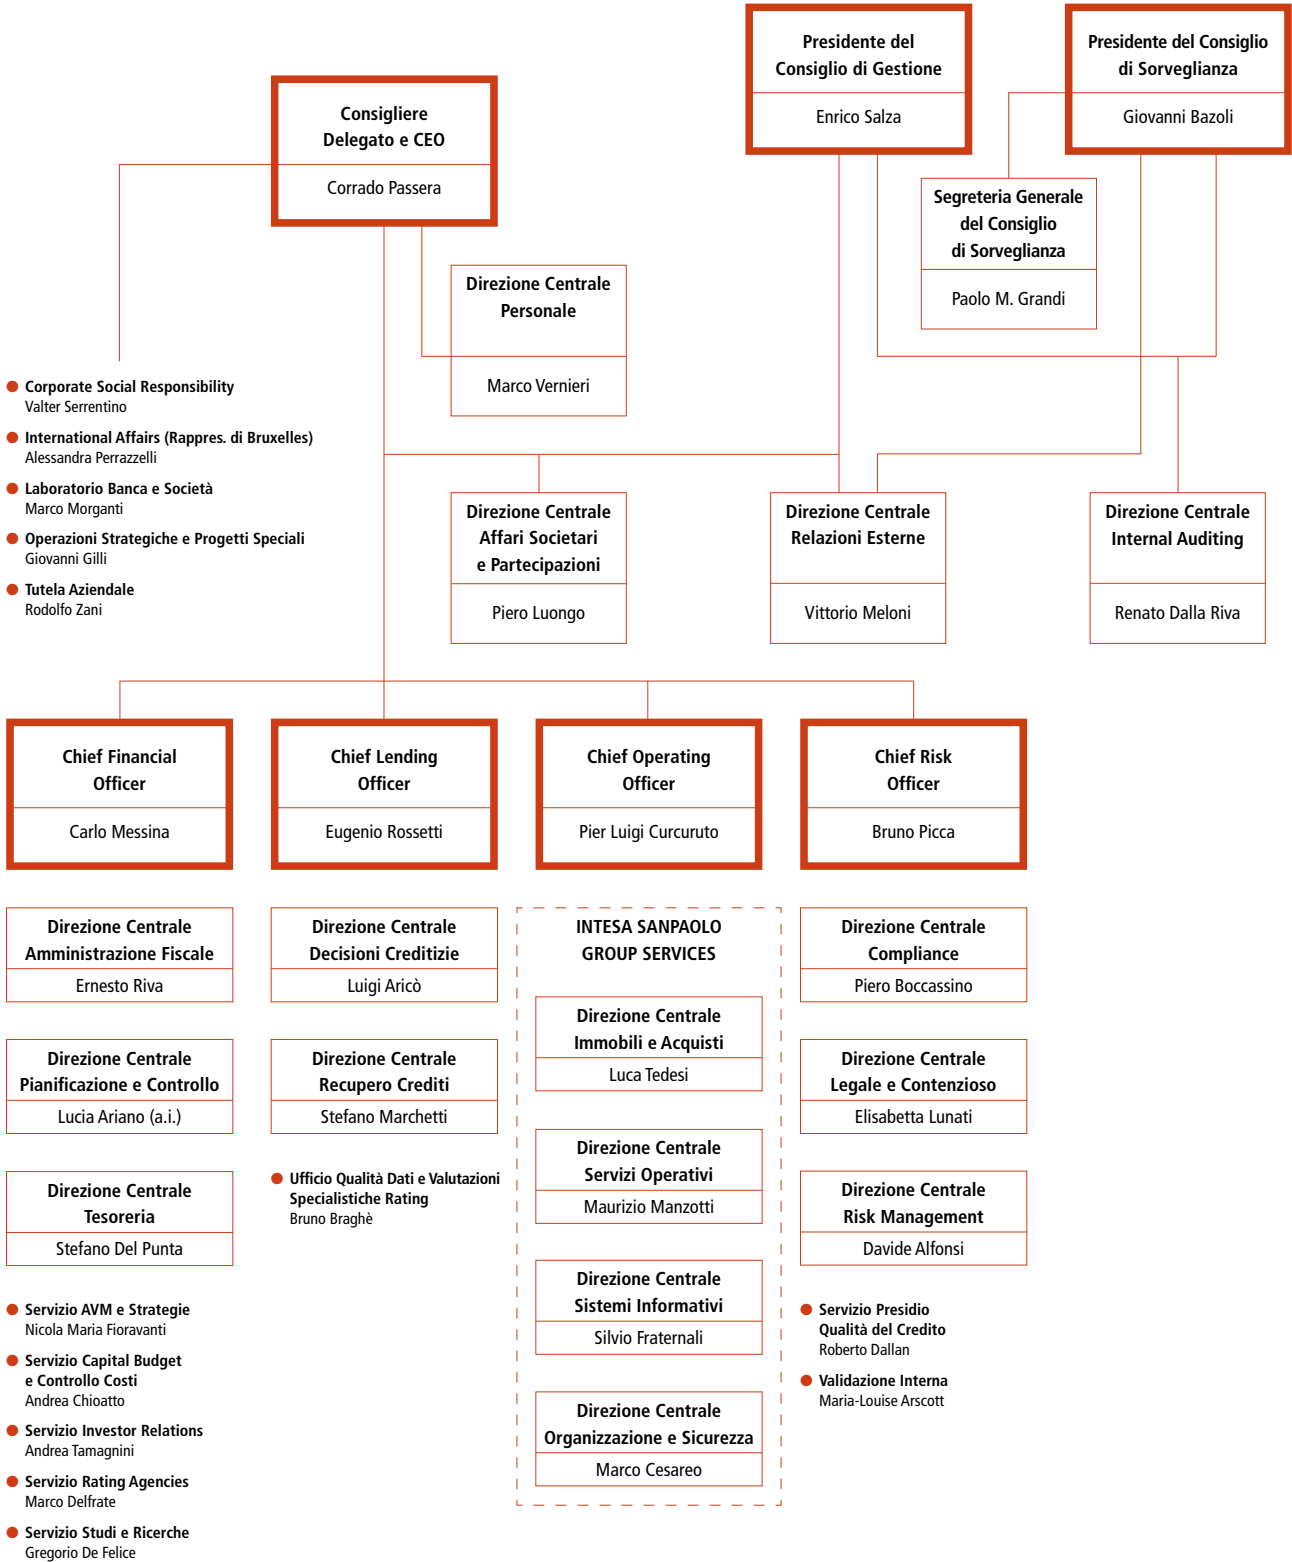 Presidente del
Consiglio di Gestione
Enrico Salza
Presidente del Consiglio
di Sorveglianza
Giovanni Bazoli
Consigliere
Delegato e CEO
Corrado Passera
Segreteria Generale
del Consiglio
di Sorveglianza
Paolo M. Grandi
Direzione Centrale
Personale
Marco Vernieri
Corporate Social Responsibility
Valter Serrentino
International Affairs (Rappres. di Bruxelles)
Alessandra Perrazzelli
Laboratorio Banca e Società
Marco Morganti
Operazioni Strategiche e Progetti Speciali
Giovanni Gilli
Tutela Aziendale
Rodolfo Zani
Direzione Centrale
Affari Societari
e Partecipazioni
Piero Luongo
Direzione Centrale
Relazioni Esterne
Vittorio Meloni
Direzione Centrale
Internal Auditing
Renato Dalla Riva
Chief Financial
Officer
Carlo Messina
Chief Lending
Officer
Eugenio Rossetti
Chief Operating
Officer
Pier Luigi Curcuruto
Chief Risk
Officer
Bruno Picca
Direzione Centrale
Amministrazione Fiscale
Ernesto Riva
Direzione Centrale
Pianificazione e Controllo
Lucia Ariano (a.i.)
Direzione Centrale
Tesoreria
Stefano Del Punta
Servizio AVM e Strategie
Nicola Maria Fioravanti
Servizio Capital Budget
e Controllo Costi
Andrea Chioatto
Servizio Investor Relations
Andrea Tamagnini
Servizio Rating Agencies
Marco Delfrate
Servizio Studi e Ricerche
Gregorio De Felice
Direzione Centrale
Decisioni Creditizie
Luigi Aricò
Direzione Centrale
Recupero Crediti
Stefano Marchetti
Ufficio Qualità Dati e Valutazioni
Specialistiche Rating
Bruno Braghè
INTESA SANPAOLO
GROUP SERVICES
Direzione Centrale
Immobili e Acquisti
Luca Tedesi
Direzione Centrale
Servizi Operativi
Maurizio Manzotti
Direzione Centrale
Sistemi Informativi
Silvio Fraternali
Direzione Centrale
Organizzazione e Sicurezza
Marco Cesareo
Direzione Centrale
Compliance
Piero Boccassino
Direzione Centrale
Legale e Contenzioso
Elisabetta Lunati
Direzione Centrale
Risk Management
Davide Alfonsi
Servizio Presidio
Qualità del Credito
Roberto Dallan
Validazione Interna
Maria-Louise Arscott